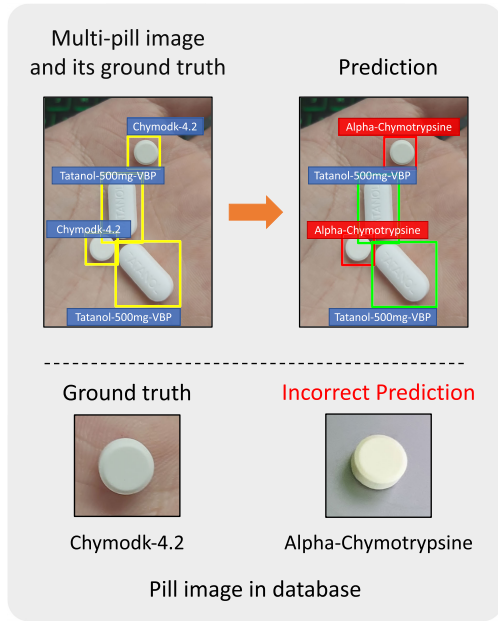 Multi-pill image
and its ground truth
Prediction
Chymodk-4.2
Tatanol-500mg-VBP
Chymodk-4.2
Tatanol-500mg-VBP
Alpha-Chymotrypsine
Tatanol-500mg-VBP
Alpha-Chymotrypsine
Tatanol-500mg-VBP
Ground truth
Incorrect Prediction
Chymodk-4.2
Alpha-Chymotrypsine
Pill image in database